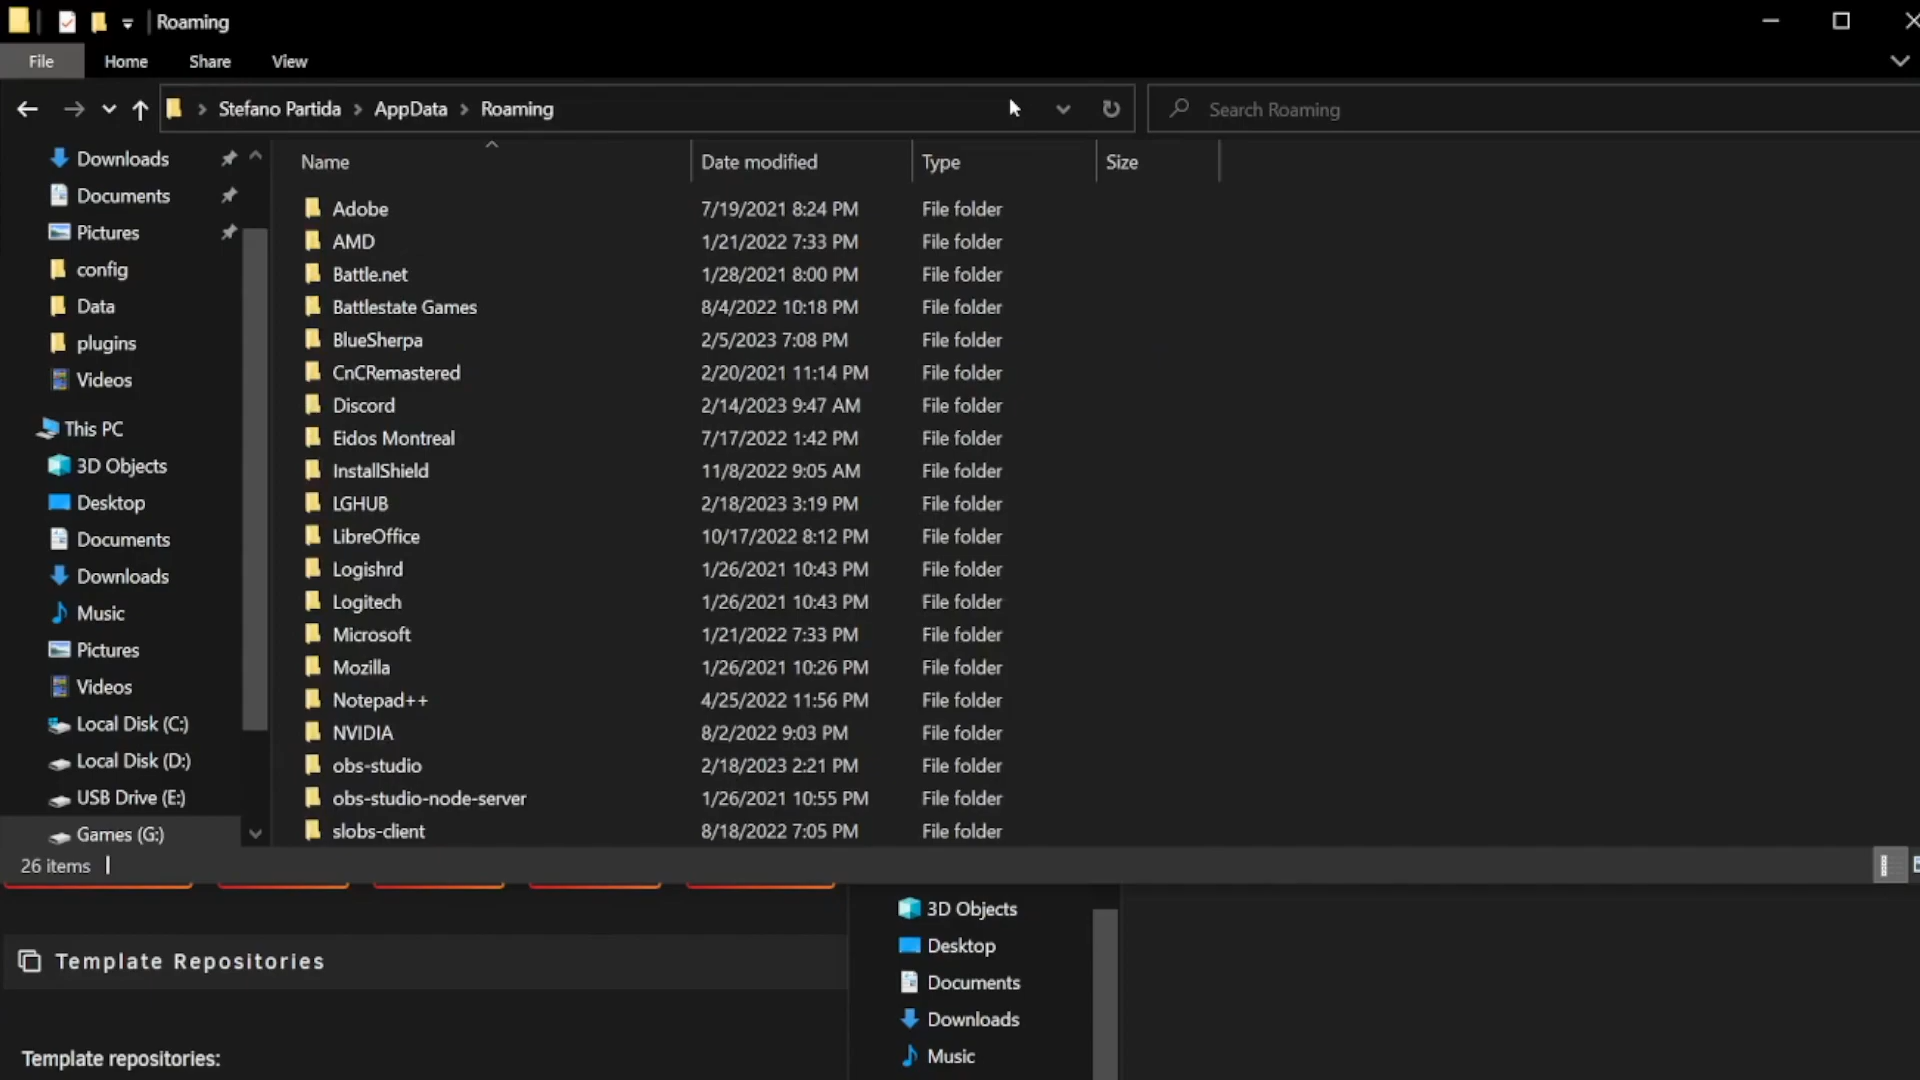 Roaming
File Home Share View
Stefano Partida AppData Roaming
Search Roaming
Downloads
Documents
Pictures
config
Data
plugins
Videos
This PC
3D Objects
Desktop
Documents
Downloads
Music
Pictures
Videos
Local Disk (C:)
Local Disk (D:)
USB Drive (E:)
Games (G:)
Name Date modified Type Size
Adobe 7/19/2021 8:24 PM File folder
AMD 1/21/2022 7:33 PM File folder
Battle.net 1/28/2021 8:00 PM File folder
Battlestate Games 8/4/2022 10:18 PM File folder
BlueSherpa 2/5/2023 7:08 PM File folder
CnCRemastered 2/20/2021 11:14 PM File folder
Discord 2/14/2023 9:47 AM File folder
Eidos Montreal 7/17/2022 1:42 PM File folder
InstallShield 11/8/2022 9:05 AM File folder
LGHUB 2/18/2023 3:19 PM File folder
LibreOffice 10/17/2022 8:12 PM File folder
Logishrd 1/26/2021 10:43 PM File folder
Logitech 1/26/2021 10:43 PM File folder
Microsoft 1/21/2022 7:33 PM File folder
Mozilla 1/26/2021 10:26 PM File folder
Notepad++ 4/25/2022 11:56 PM File folder
NVIDIA 8/2/2022 9:03 PM File folder
obs-studio 2/18/2023 2:21 PM File folder
obs-studio-node-server 1/26/2021 10:55 PM File folder
slobs-client 8/18/2022 7:05 PM File folder
26 items
Template Repositories
Template repositories:
3D Objects
Desktop
Documents
Downloads
Music